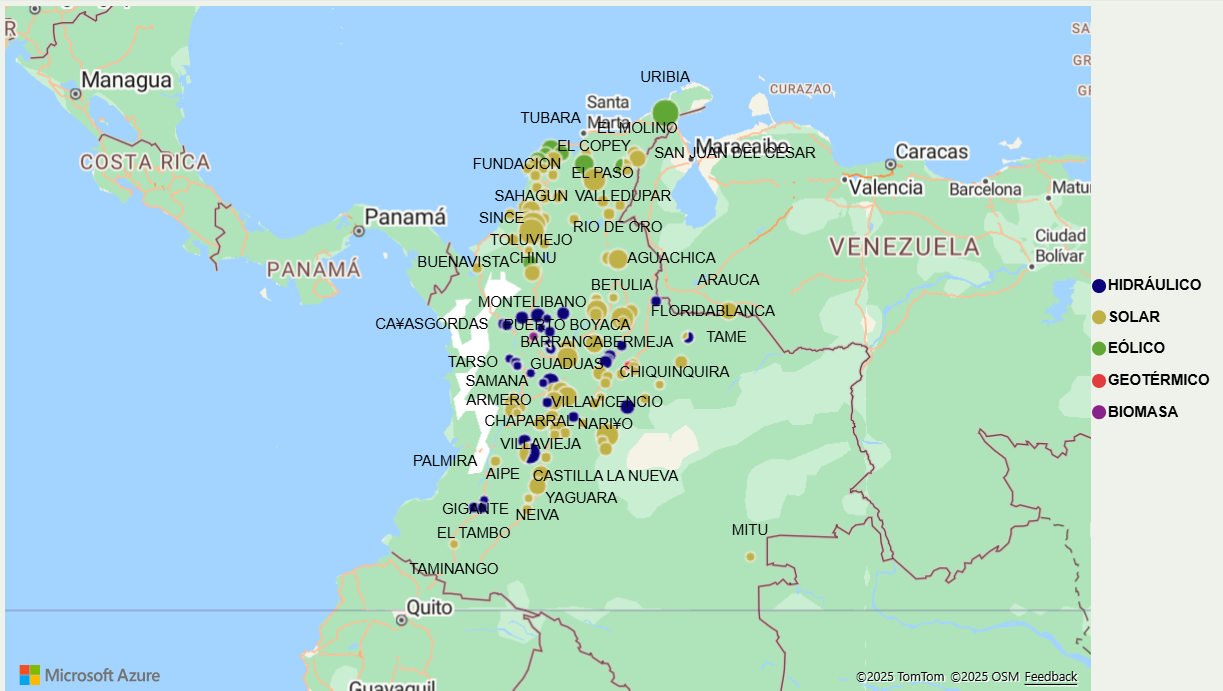 URIBIA
SA
Managua
GR
CURAZAO
GI
Santa
Marta
TUBARA
EL MOLINO
COSTA RICA
EL COPEY
Maracaibo
SAN JUAN DEL CESAR
Caracas
FUNDACION
EL PASO
Valencia
Barcelona
Matu
SAHAGUN
VALLEDUPAR
Panamá
SINCE
RIO DE ORO
TOLUVIEJO
VENEZUELA
Ciudad
Bolívar
PANAMÁ
BUENAVISTA
CHINU
AGUACHICA
BETULIA
ARAUCA
HIDRÁULICO
MONTELIBANO
FLORIDABLANCA
SOLAR
CA¥ASGORDAS
PUERTO BOYACA
BARRANCABERMEJA
TAME
EÓLICO
TARSO
GUADUAS
CHIQUINQUIRA
SAMANA
GEOTÉRMICO
ARMERO
VILLAVICENCIO
BIOMASA
CHAPARRAL
NARI¥O
VILLAVIEJA
PALMIRA
AIPE
CASTILLA LA NUEVA
YAGUARA
GIGANTE
NEIVA
EL TAMBO
MITU
TAMINANGO
Quito
Guayaquil
Microsoft Azure
©2025 TomTom ©2025 OSM Feedback